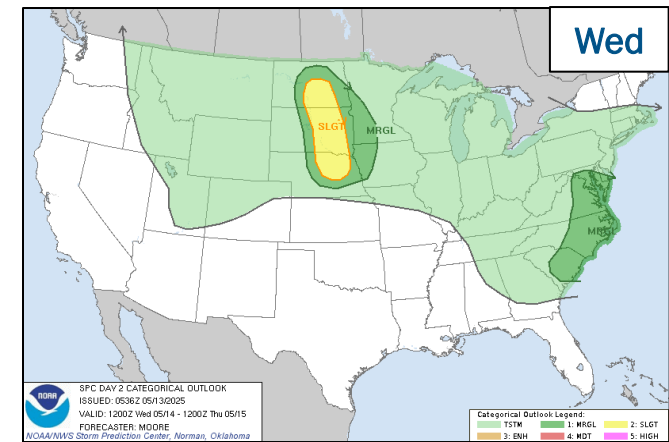 Wed
SLGT
MRGL
MRGL
NOAA
SPC DAY 2 CATEGORICAL OUTLOOK
ISSUED: 0536Z 05/13/2025
VALID: 1200Z Wed 05/14 - 1200Z Thu 05/15
FORECASTER: MOORE
NOAA/NWS Storm Prediction Center, Norman, Oklahoma
Categorical Outlook Legend:
TSTM 1: MRGL 2: SLGT
3: ENH 4: MDT 5: HIGH